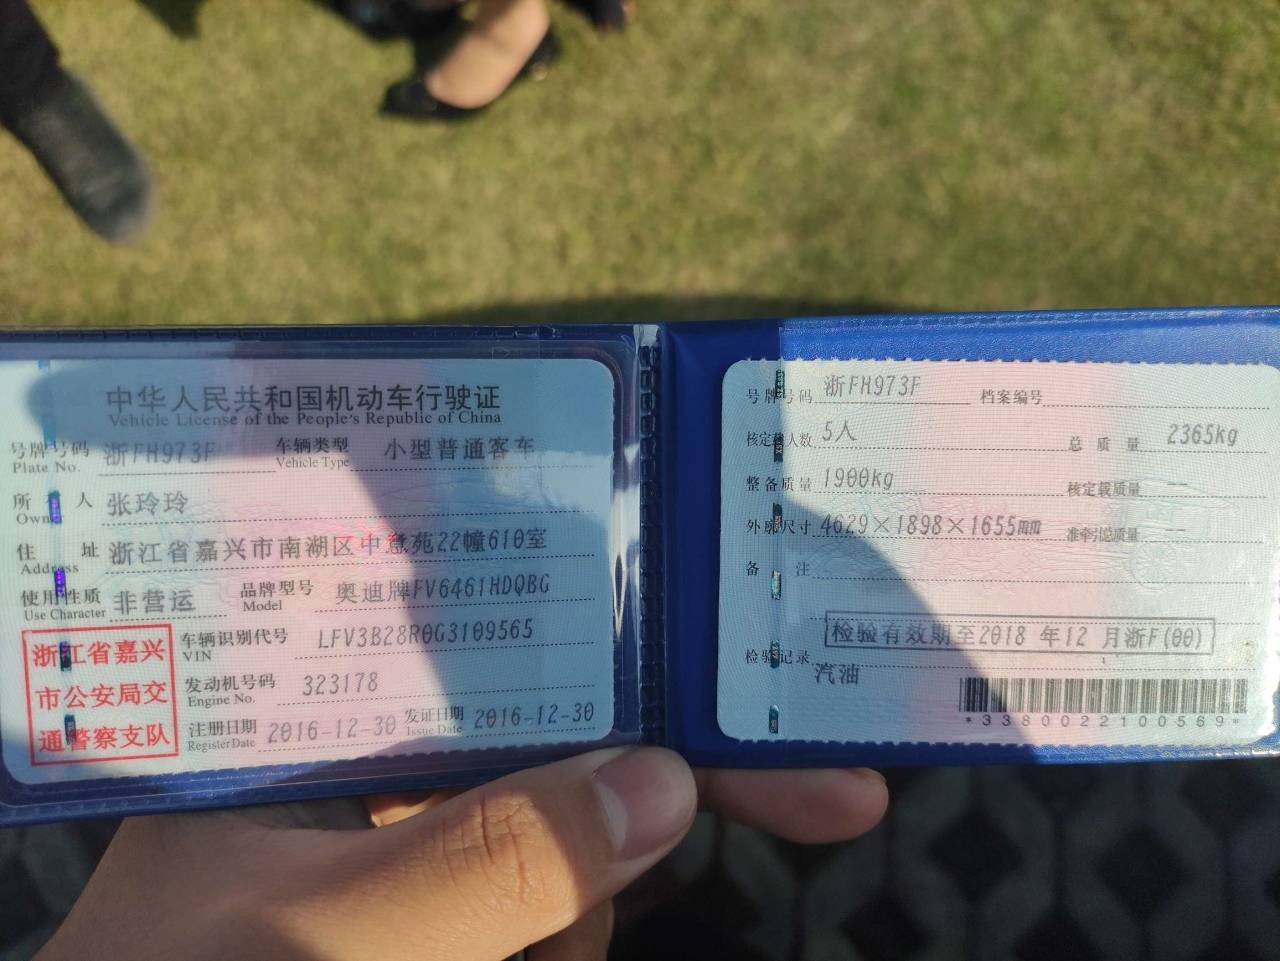 中华人民共和国机动车行驶证
Vehicle License of the People's Republic of China
号牌号码 浙FH973F 车辆类型 小型普通客车
Plate No. Vehicle Type
所有人 张玲玲
Owner
住址 浙江省嘉兴市南湖区中意苑22幢610室
Address
使用性质 非营运 品牌型号 奥迪牌FV6461HDQBG
Use Character Model
浙江省嘉兴
市公安局交
通警察支队
车辆识别代号 LFV3B28R0G3109565
VIN
发动机号码 323178
Engine No.
注册日期 2016-12-30 发证日期 2016-12-30
Register Date Issue Date
号牌号码 浙FH973F 档案编号
核定载人数 5人 总质量 2365kg
整备质量 1900kg 核定载质量 --
外廓尺寸 4629×1898×1655mm 准牵引总质量 --
备注
检验有效期至2018 年12 月浙F(00)
检验记录
汽油
*3380022100569*